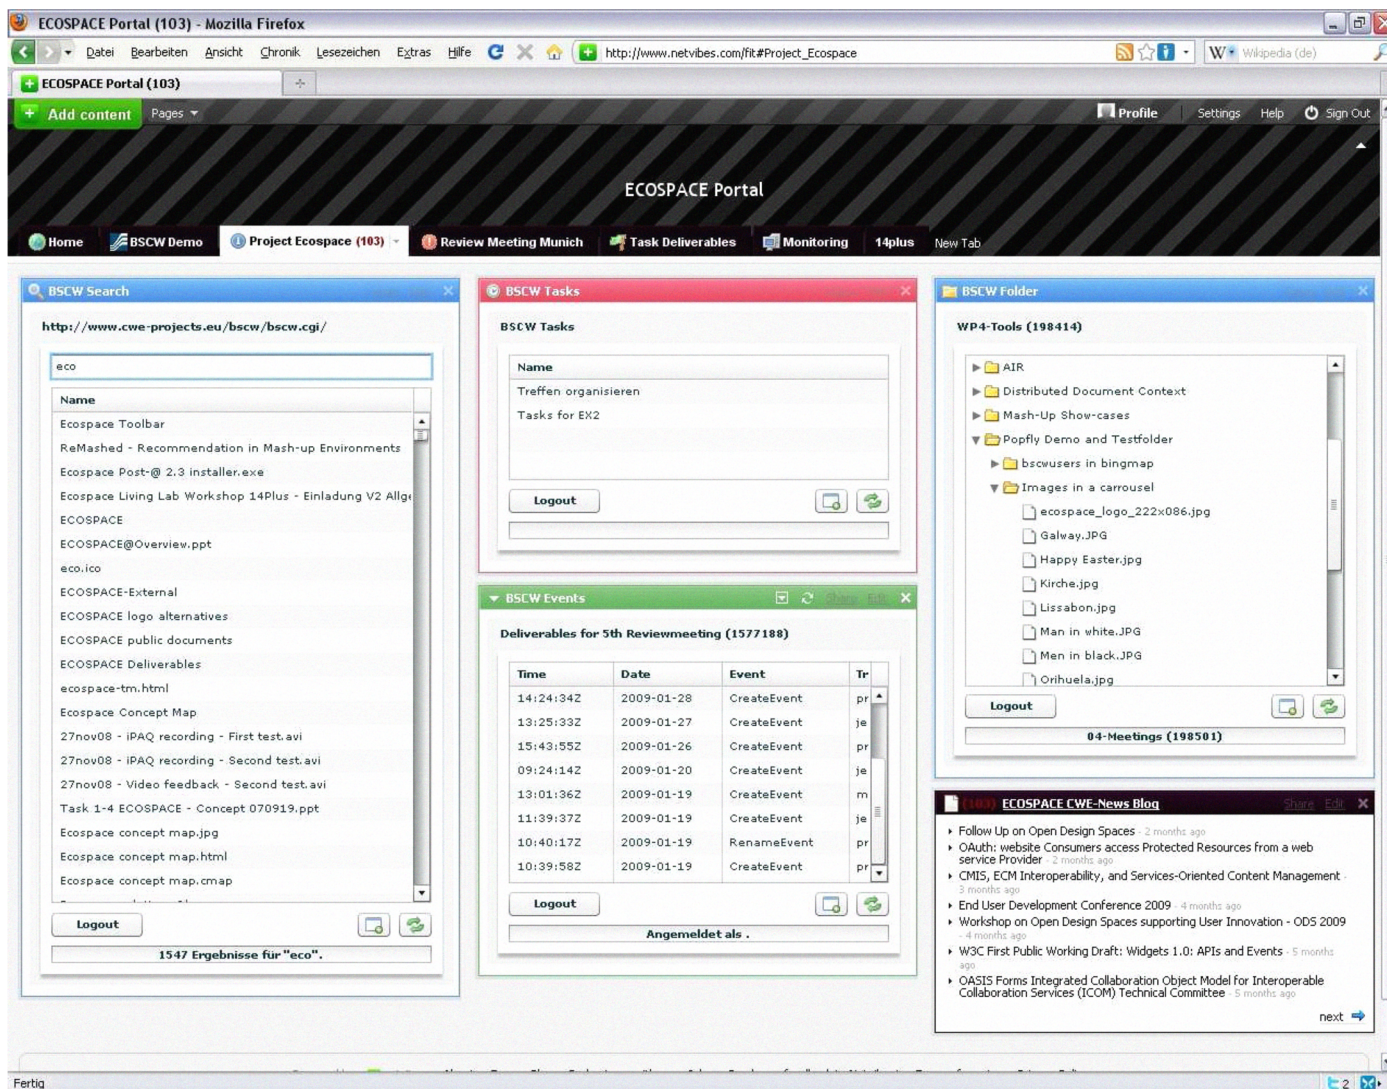 ECOSPACE Portal (103) - Mozilla Firefox
Datei Bearbeiten Ansicht Chronik Lesezeichen Extras Hilfe http://www.netvibes.com/fit#Project_Ecospace W Wikipedia (de)
ECOSPACE Portal (103)
Add content Pages Profile Settings Help Sign Out
ECOSPACE Portal
Home BSCW Demo Project Ecospace (103) Review Meeting Munich Task Deliverables Monitoring 14plus New Tab
BSCW Search
http://www.cwe-projects.eu/bscw/bscw.cgi/
eco
Name
Ecospace Toolbar
ReMashed - Recommendation in Mash-up Environments
Ecospace Post-@ 2.3 installer.exe
Ecospace Living Lab Workshop 14Plus - Einladung V2 Allge
ECOSPACE
ECOSPACE@Overview.ppt
eco.ico
ECOSPACE-External
ECOSPACE logo alternatives
ECOSPACE public documents
ECOSPACE Deliverables
ecospace-tm.html
Ecospace Concept Map
27nov08 - iPAQ recording - First test.avi
27nov08 - iPAQ recording - Second test.avi
27nov08 - Video feedback - Second test.avi
Task 1-4 ECOSPACE - Concept 070919.ppt
Ecospace concept map.jpg
Ecospace concept map.html
Ecospace concept map.cmap
Logout
1547 Ergebnisse für "eco".
BSCW Tasks
BSCW Tasks
Name
Treffen organisieren
Tasks for EX2
Logout
BSCW Events Share Edit
Deliverables for 5th Reviewmeeting (1577188)
Time Date Event Tr
14:24:34Z 2009-01-28 CreateEvent pr
13:25:33Z 2009-01-27 CreateEvent je
15:43:55Z 2009-01-26 CreateEvent pr
09:24:14Z 2009-01-20 CreateEvent je
13:01:36Z 2009-01-19 CreateEvent m
11:39:37Z 2009-01-19 CreateEvent je
10:40:17Z 2009-01-19 RenameEvent pr
10:39:58Z 2009-01-19 CreateEvent pr
Logout
Angemeldet als .
BSCW Folder
WP4-Tools (198414)
AIR
Distributed Document Context
Mash-Up Show-cases
Popfly Demo and Testfolder
bscwusers in bingmap
Images in a carrousel
ecospace_logo_222x086.jpg
Galway.JPG
Happy Easter.jpg
Kirche.jpg
Lissabon.jpg
Man in white.JPG
Men in black.JPG
Orihuela.jpg
Logout
04-Meetings (198501)
(103) ECOSPACE CWE-News Blog Share Edit
Follow Up on Open Design Spaces - 2 months ago
OAuth: website Consumers access Protected Resources from a web
service Provider - 2 months ago
CMIS, ECM Interoperability, and Services-Oriented Content Management -
3 months ago
End User Development Conference 2009 - 4 months ago
Workshop on Open Design Spaces supporting User Innovation - ODS 2009
- 4 months ago
W3C First Public Working Draft: Widgets 1.0: APIs and Events - 5 months
ago
OASIS Forms Integrated Collaboration Object Model for Interoperable
Collaboration Services (ICOM) Technical Committee - 5 months ago
next
Fertig 2